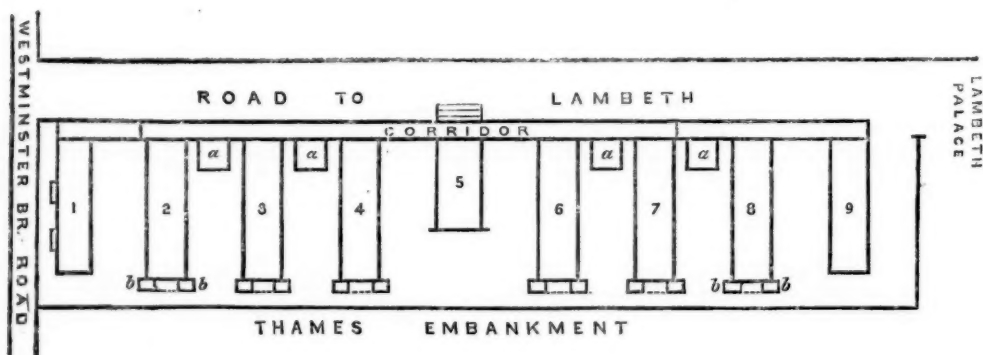 WESTMINSTER BR. ROAD
ROAD TO LAMBETH
LAMBETH
PALACE
CORRIDOR
a a a a
1 2 3 4 5 6 7 8 9
b b b b
THAMES EMBANKMENT